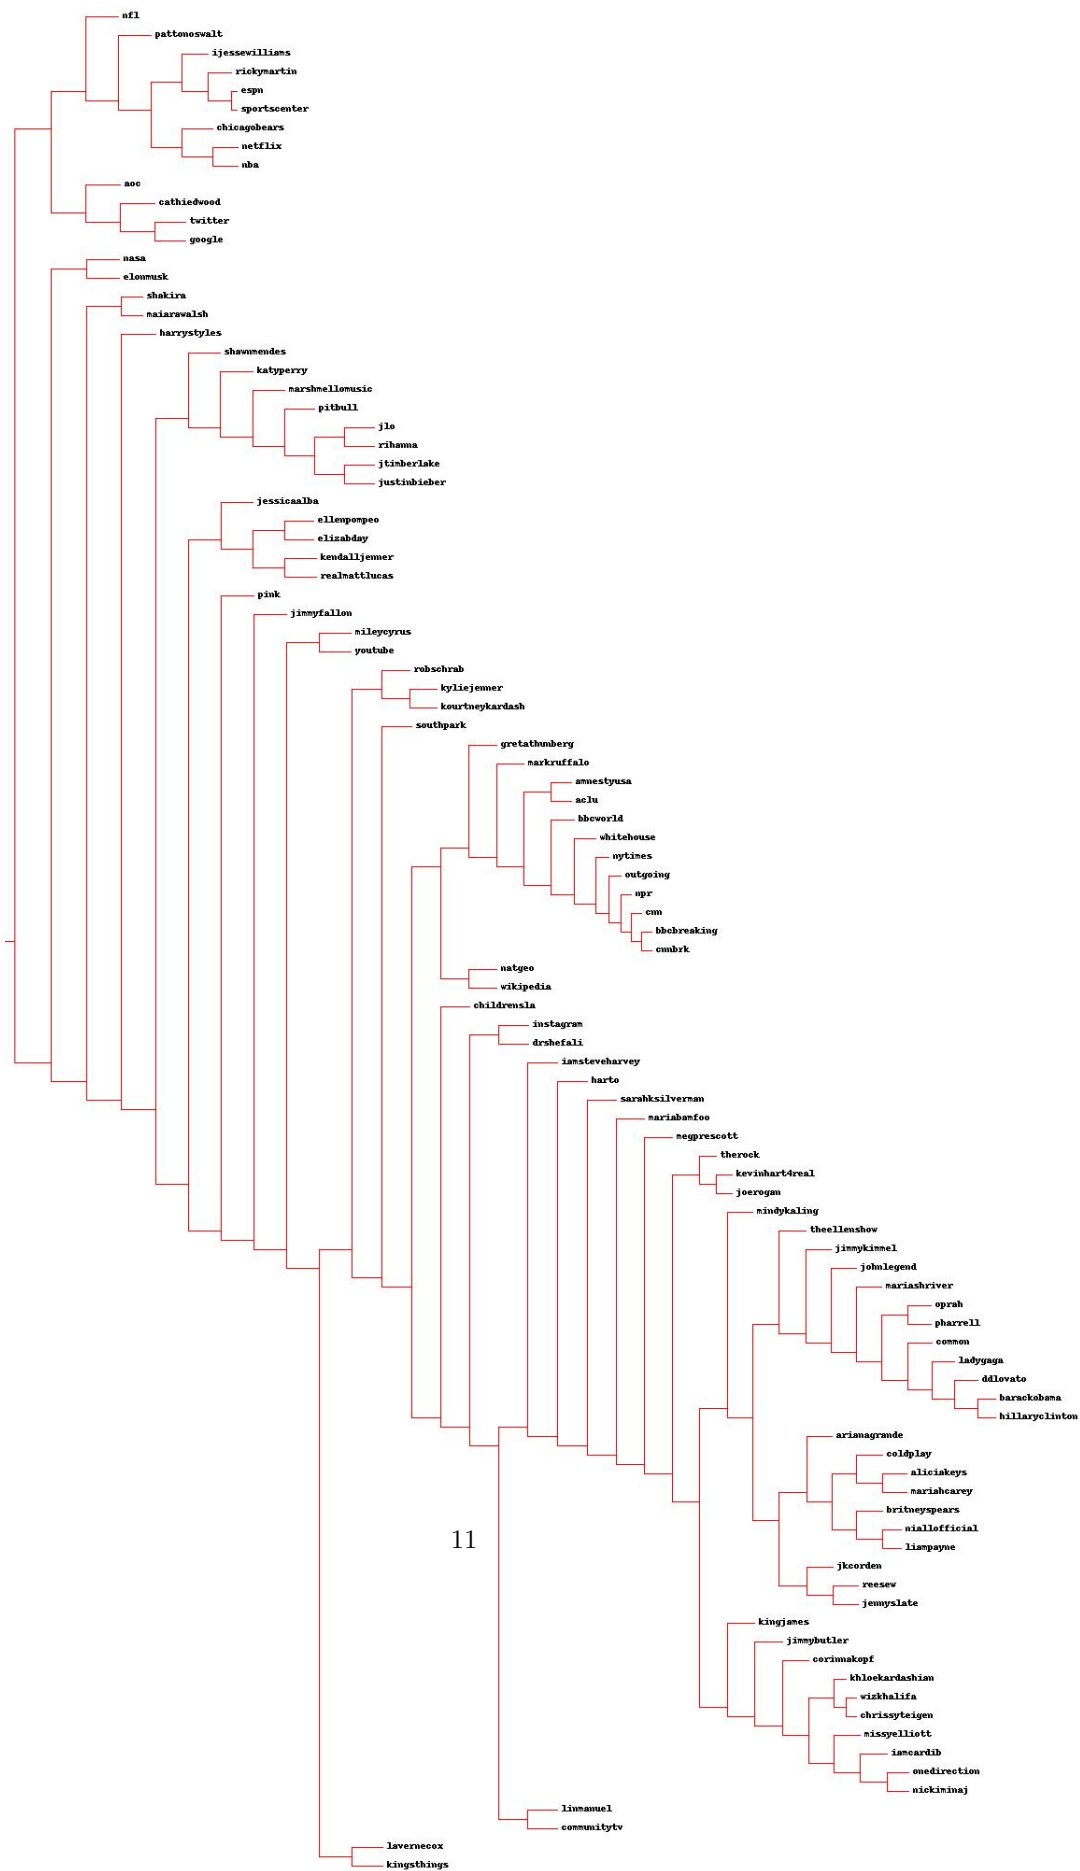 nfl
pattonoswalt
ijessewilliams
rickymartin
espn
sportscenter
chicagobears
netflix
nba
aoc
cathiedwood
twitter
google
nasa
elonmusk
shakira
maiarawalsh
harrystyles
shawnmendes
katyperry
marshmellomusic
pitbull
jlo
rihanna
jtimberlake
justinbieber
jessicaalba
ellenpompeo
elizabday
kendalljenner
realmattlucas
pink
jimmyfallon
mileycyrus
youtube
robschrab
kyliejenner
kourtneykardash
southpark
gretathunberg
markruffalo
amnestyusa
aclu
bbcworld
whitehouse
nytimes
outgoing
npr
cnn
bbcbreaking
cnnbrk
natgeo
wikipedia
childrensla
instagram
drshefali
iamsteveharvey
harto
sarahksilverman
mariabamfoo
megprescott
therock
kevinhart4real
joerogan
mindykaling
theellenshow
jimmykimmel
johnlegend
mariashriver
oprah
pharrell
common
ladygaga
ddlovato
barackobama
hillaryclinton
arianagrande
coldplay
aliciakeys
mariahcarey
britneyspears
niallofficial
liampayne
jkcorden
reesew
jennyslate
kingjames
jimmybutler
corinnakopf
khloekardashian
wizkhalifa
chrissyteigen
missyelliott
iamcardib
onedirection
nickiminaj
linmanuel
communitytv
lavernecox
kingsthings
11